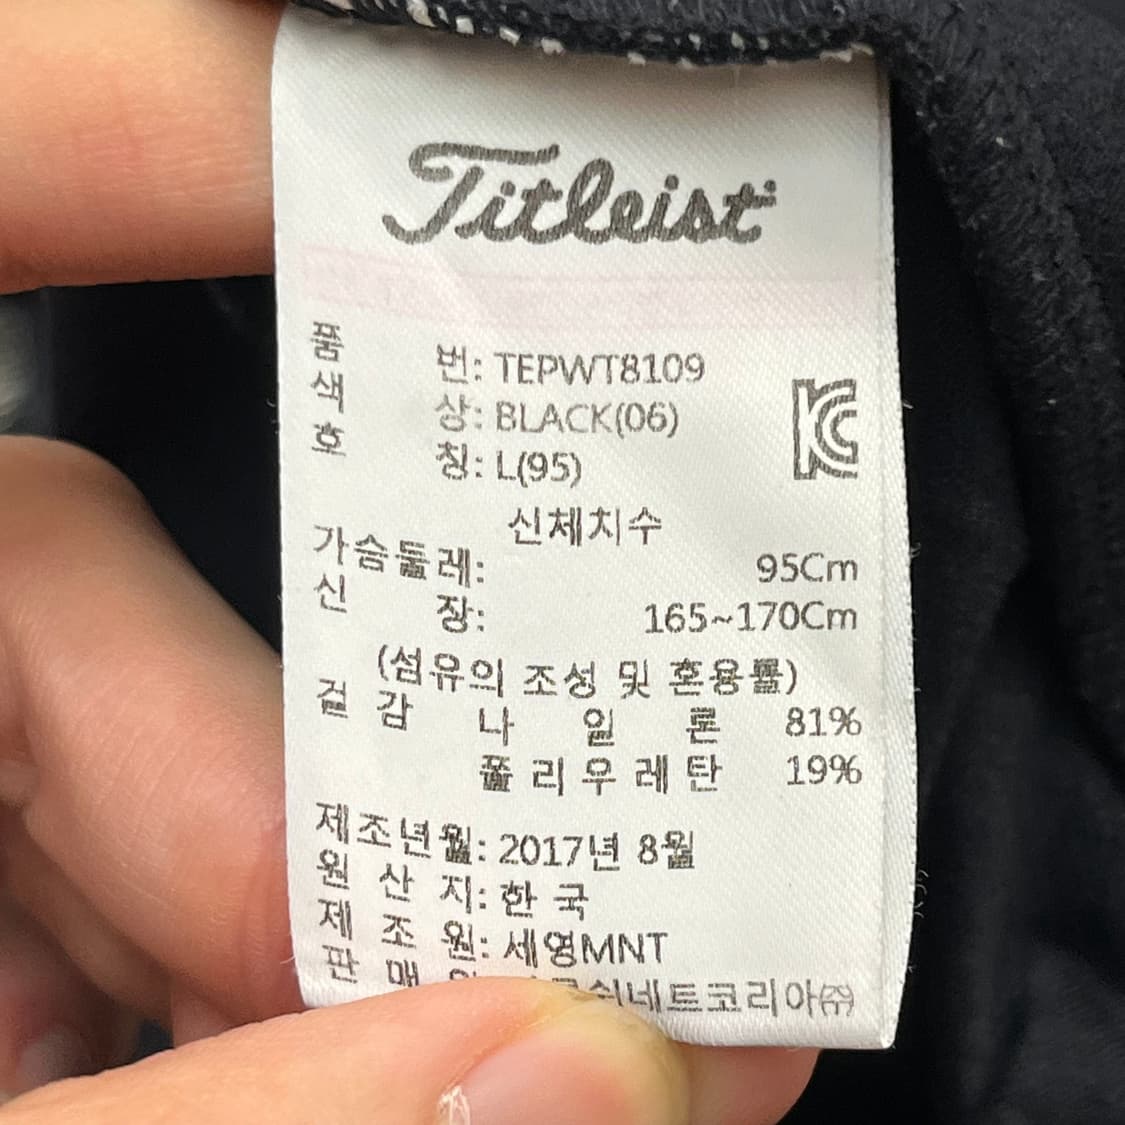 Titleist
품 번: TEPWT8109
색 상: BLACK(06)
호 칭: L(95)
신체치수
가슴둘레: 95Cm
신 장: 165~170Cm
(섬유의 조성 및 혼용률)
겉 감 나 일 론 81%
폴 리 우 레 탄 19%
제조년월: 2017년 8월
원 산 지: 한 국
제 조 원: 세영MNT
판 매 쉬네트코리아㈜